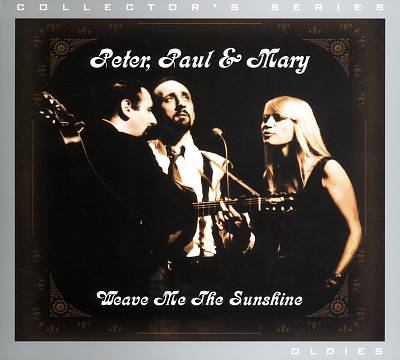 COLLECTOR'S SERIES
Peter, Paul & Mary
Weave Me The Sunshine
OLDIES